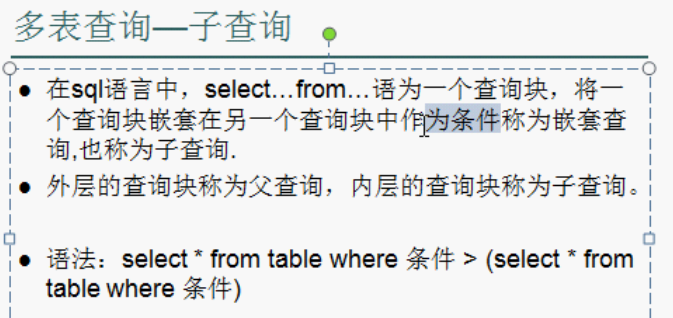 多表查询—子查询
● 在sql语言中，select…from…语为一个查询块，将一
个查询块嵌套在另一个查询块中作为条件称为嵌套查
询,也称为子查询.
● 外层的查询块称为父查询，内层的查询块称为子查询。
● 语法：select * from table where 条件 > (select * from
table where 条件)